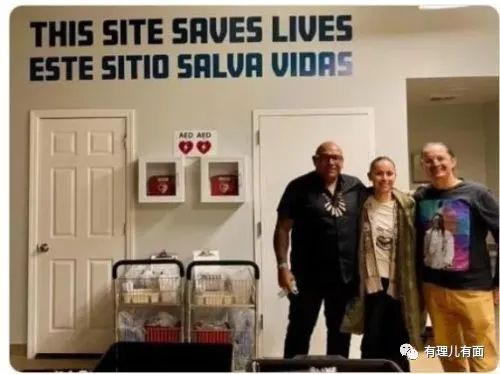 THIS SITE SAVES LIVES
ESTE SITIO SALVA VIDAS
AED AED
有理儿有面